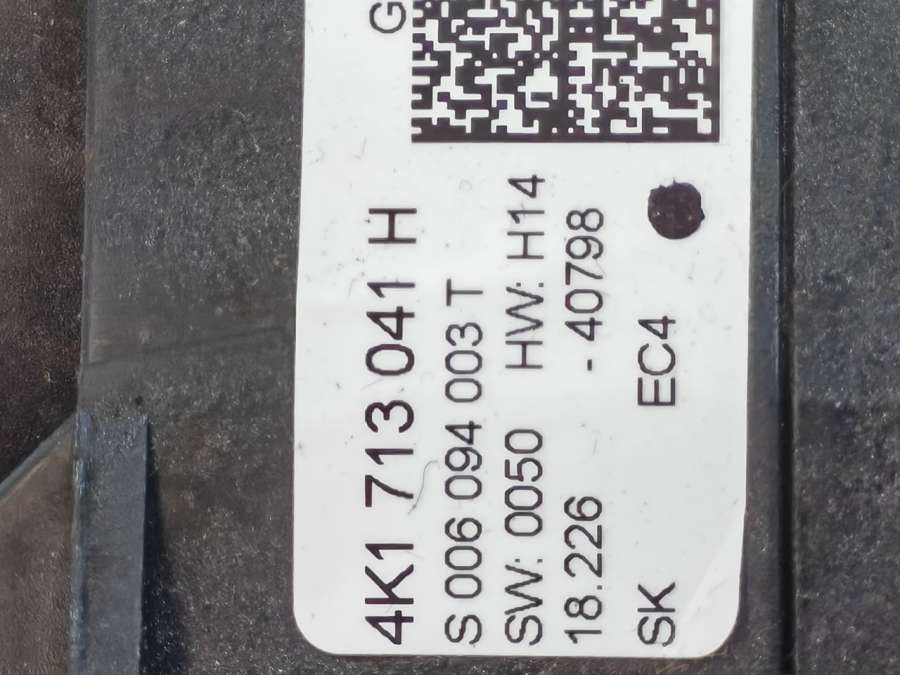 G
4K1 713 041 H
S 006 094 003 T
SW: 0050 HW: H14
18.226 - 40798
SK EC4